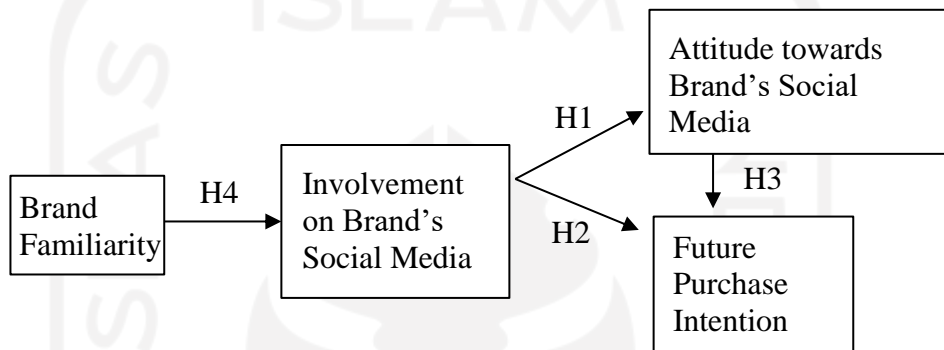 ISLAM
Attitude towards
Brand's Social
Media
H1
Involvement
on Brand's
Social Media
H4
Brand
Familiarity
H3
H2
Future
Purchase
Intention